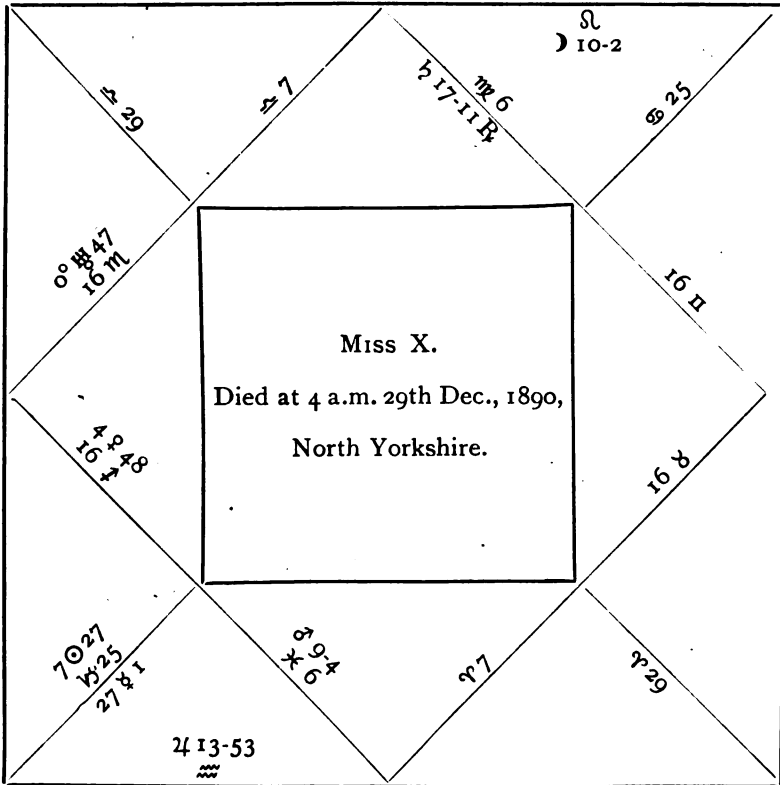 ♌
☽ 10-2
♍ 6
♄ 17-11 ℞
♋ 25
♎ 7
♎ 29
0° ♅ 47
16 ♏
16 ♊
Miss X.
Died at 4 a.m. 29th Dec., 1890,
North Yorkshire.
4 ♀ 48
16 ♐
16 ♉
7 ☉ 27
♑ 25
27 ☿ 1
♂ 9-4
♓ 6
♈ 7
♈ 29
♃ 13-53
♒